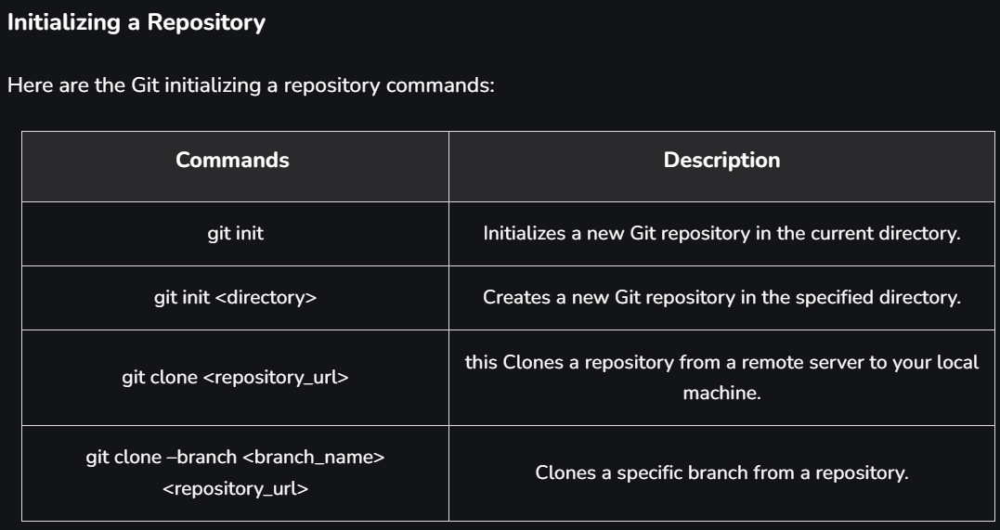 Initializing a Repository
Here are the Git initializing a repository commands:
Commands
Description
git init
Initializes a new Git repository in the current directory.
git init <directory>
Creates a new Git repository in the specified directory.
git clone <repository_url>
this Clones a repository from a remote server to your local
machine.
git clone –branch <branch_name>
<repository_url>
Clones a specific branch from a repository.